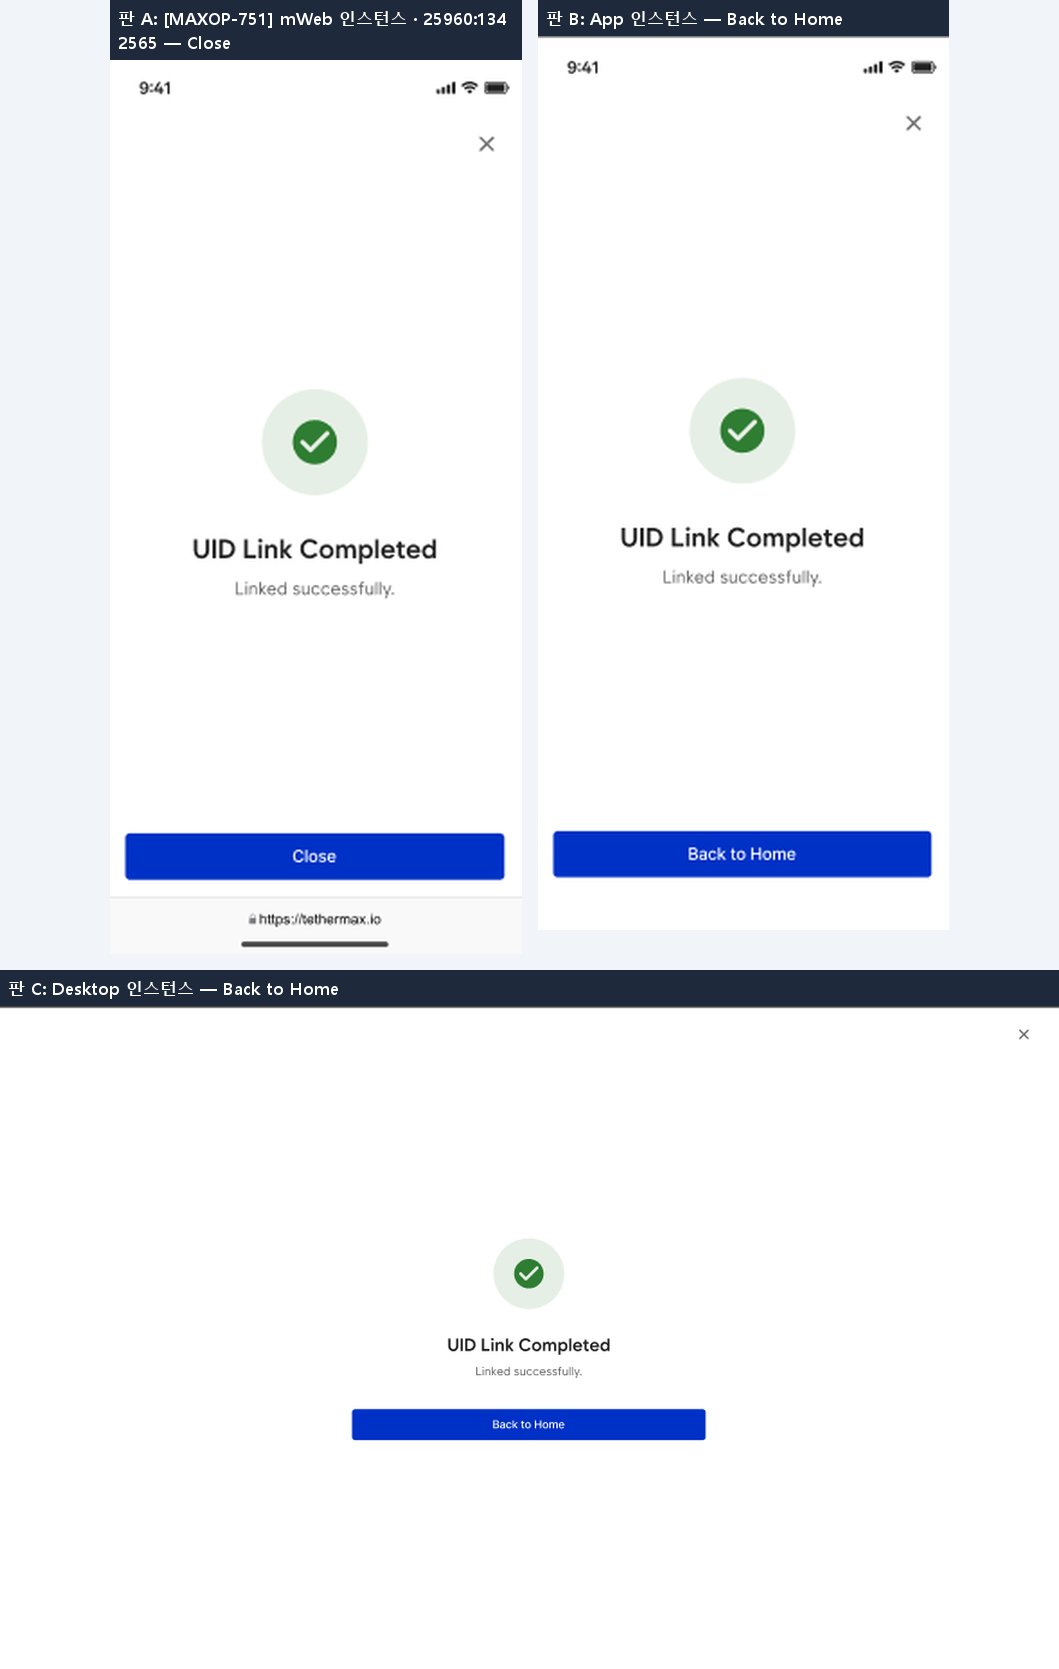 판 A: [MAXOP-751] mWeb 인스턴스 · 25960:134
2565 — Close
9:41
UID Link Completed
Linked successfully.
Close
https://tethermax.io
판 B: App 인스턴스 — Back to Home
9:41
UID Link Completed
Linked successfully.
Back to Home
판 C: Desktop 인스턴스 — Back to Home
UID Link Completed
Linked successfully.
Back to Home